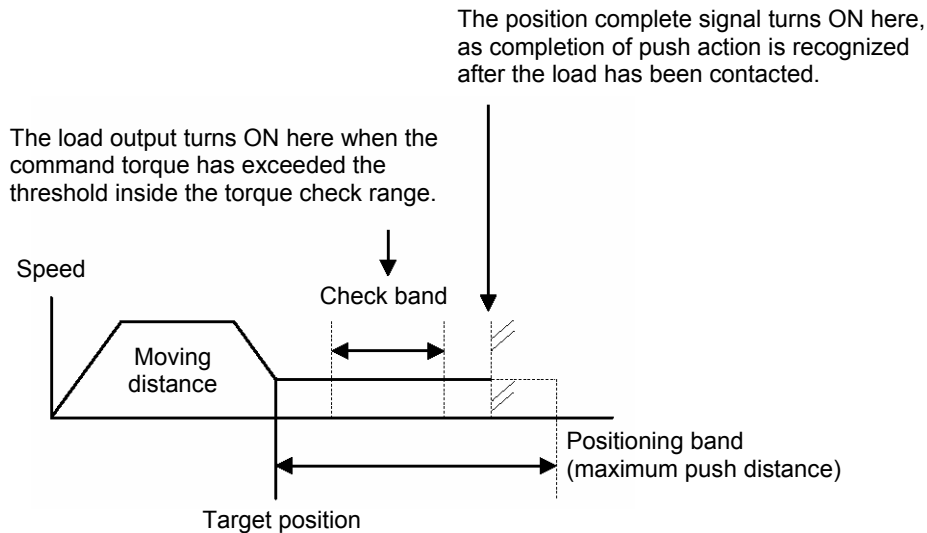 The position complete signal turns ON here,
as completion of push action is recognized
after the load has been contacted.
The load output turns ON here when the
command torque has exceeded the
threshold inside the torque check range.
Speed
Check band
Moving
distance
Positioning band
(maximum push distance)
Target position